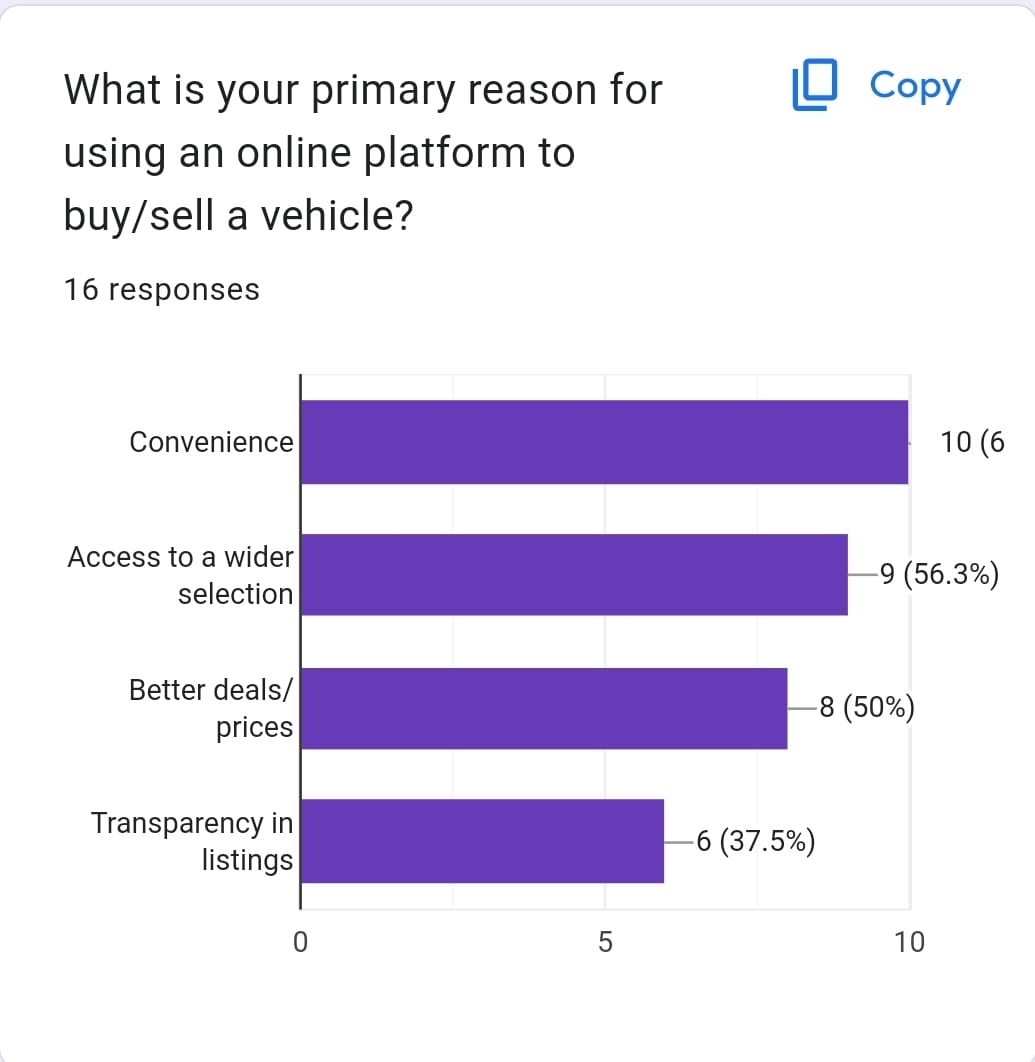 What is your primary reason for
using an online platform to
buy/sell a vehicle?
Copy
16 responses
Convenience
10 (6
Access to a wider
selection
9 (56.3%)
Better deals/
prices
8 (50%)
Transparency in
listings
6 (37.5%)
0
5
10